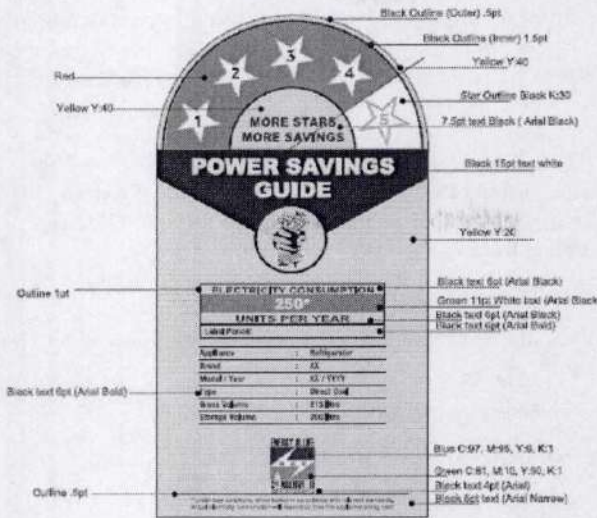 Black Outline (Outer) .5pt
Black Outline (Inner) 1.5pt
Yellow Y:40
Red
Star Outline Black K:30
Yellow Y:40
7.5pt text Black ( Arial Black)
1 2 3 4 5
MORE STARS
MORE SAVINGS
POWER SAVINGS
GUIDE
Black 15pt text white
Yellow Y:20
Outline 1pt
ELECTRICITY CONSUMPTION
Black text 6pt (Arial Black)
250*
Green 11pt White text (Arial Black
UNITS PER YEAR
Black text 6pt (Arial Black)
Label Period:
Black text 6pt (Arial Bold)
Appliance : Refrigerator
Brand : XX
Model / Year : XX / YYYY
Black text 6pt (Arial Bold)
Type : Direct Cool
Gross Volume :
Storage Volume :
Blue C:97, M:95, Y:6, K:1
Green C:81, M:10, Y:90, K:1
Black text 4pt (Arial)
Outline .5pt
Black 6pt text (Arial Narrow)